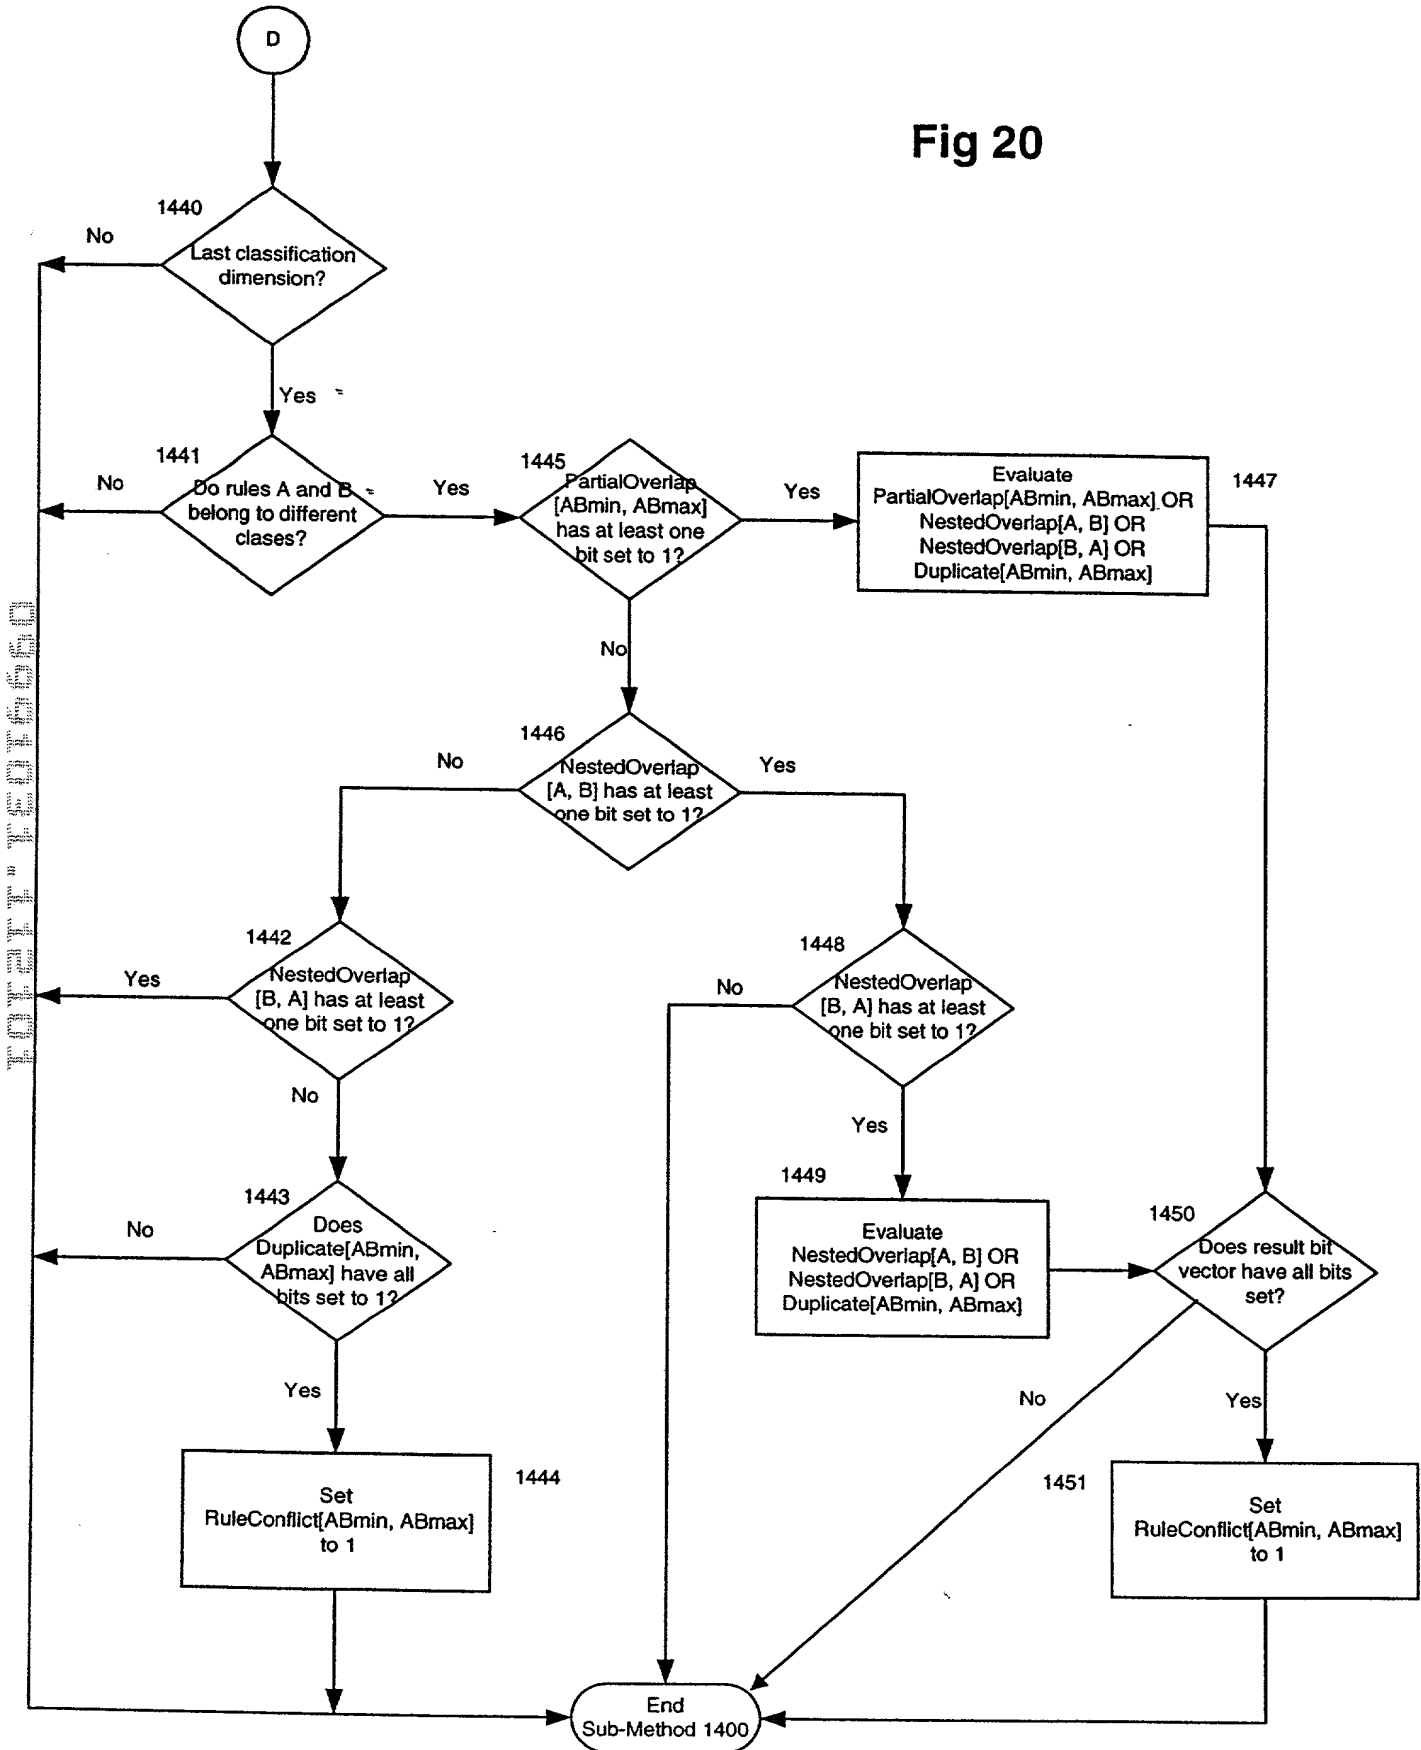 D
Fig 20
1440
No
Last classification
dimension?
Yes
1441
No
Do rules A and B
belong to different
clases?
Yes
1445
PartialOverlap
[ABmin, ABmax]
has at least one
bit set to 1?
Yes
Evaluate
PartialOverlap[ABmin, ABmax] OR
NestedOverlap[A, B] OR
NestedOverlap[B, A] OR
Duplicate[ABmin, ABmax]
1447
No
1446
No
NestedOverlap
[A, B] has at least
one bit set to 1?
Yes
1442
Yes
NestedOverlap
[B, A] has at least
one bit set to 1?
No
1448
No
NestedOverlap
[B, A] has at least
one bit set to 1?
Yes
1443
No
Does
Duplicate[ABmin,
ABmax] have all
bits set to 1?
Yes
1449
Evaluate
NestedOverlap[A, B] OR
NestedOverlap[B, A] OR
Duplicate[ABmin, ABmax]
1450
Does result bit
vector have all bits
set?
No
Yes
Set
RuleConflict[ABmin, ABmax]
to 1
1444
1451
Set
RuleConflict[ABmin, ABmax]
to 1
End
Sub-Method 1400